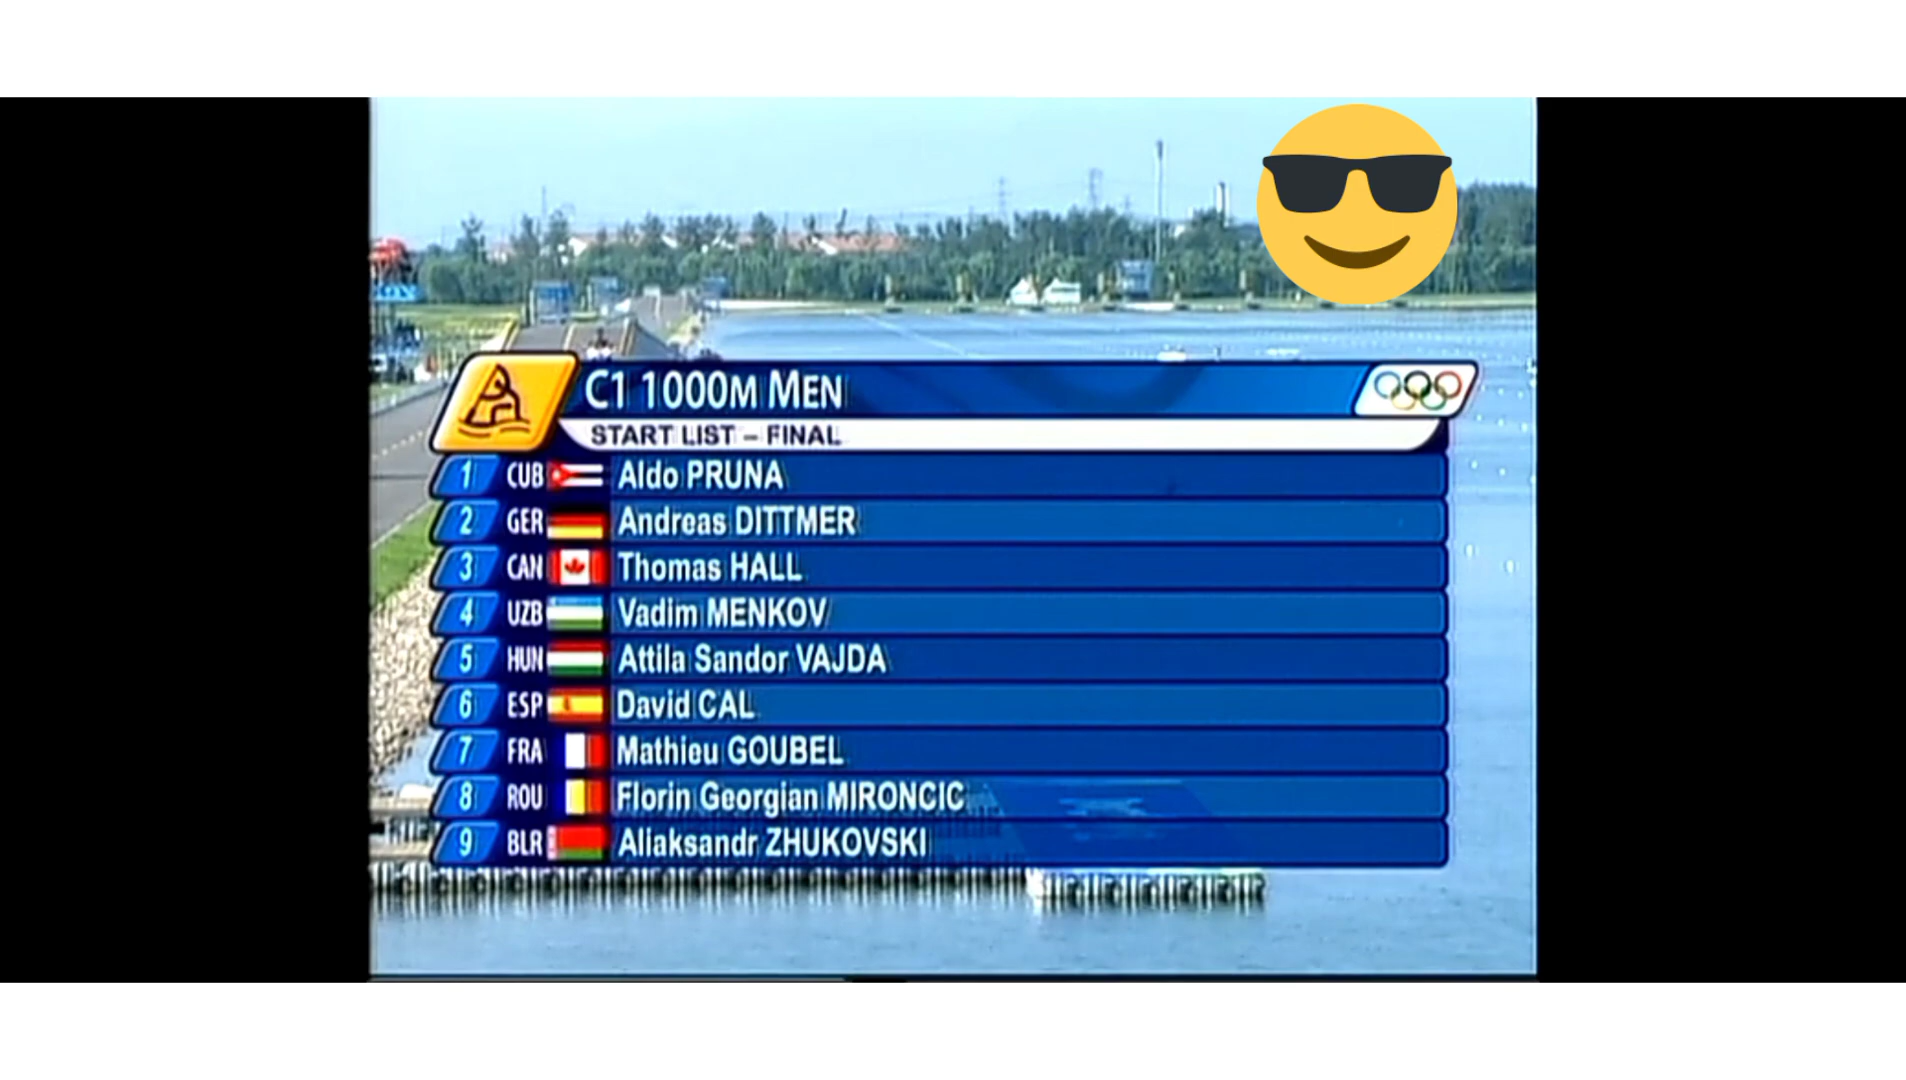 C1 1000M MEN
START LIST – FINAL
1 CUB Aldo PRUNA
2 GER Andreas DITTMER
3 CAN Thomas HALL
4 UZB Vadim MENKOV
5 HUN Attila Sandor VAJDA
6 ESP David CAL
7 FRA Mathieu GOUBEL
8 ROU Florin Georgian MIRONCIC
9 BLR Aliaksandr ZHUKOVSKI